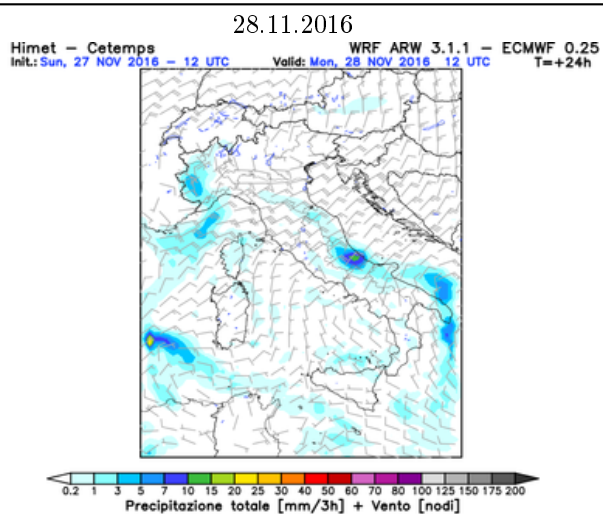 28.11.2016
Himet – Cetemps WRF ARW 3.1.1 – ECMWF 0.25
Init.: Sun, 27 NOV 2016 – 12 UTC Valid: Mon, 28 NOV 2016 12 UTC T=+24h
0.2 1 3 5 7 10 15 20 25 30 40 50 60 70 80 100 125 150 175 200
Precipitazione totale [mm/3h] + Vento [nodi]